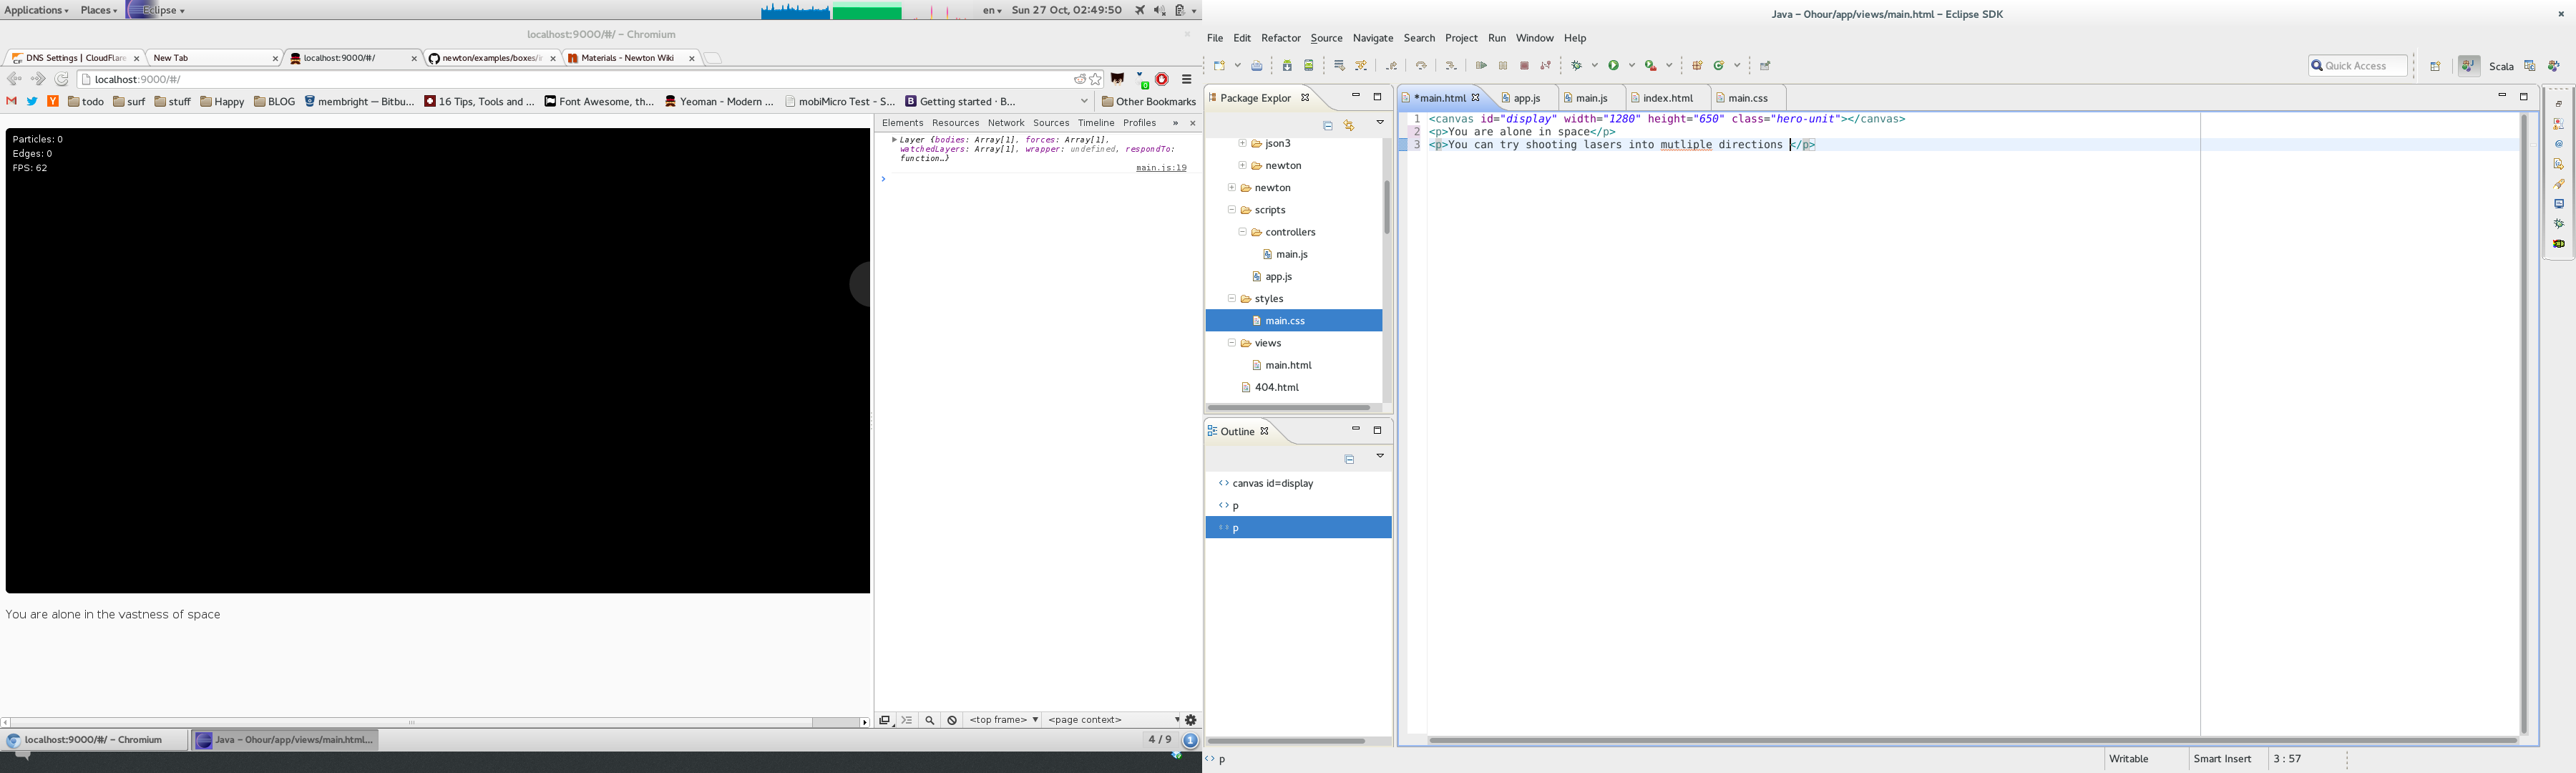 Applications Places Eclipse en Sun 27 Oct, 02:49:50
localhost:9000/#/ – Chromium
DNS Settings | CloudFlare New Tab localhost:9000/#/ newton/examples/boxes/ir Materials - Newton Wiki
localhost:9000/#/
todo surf stuff Happy BLOG membright — Bitbu... 16 Tips, Tools and ... Font Awesome, th... Yeoman - Modern ... mobiMicro Test - S... Getting started · B... Other Bookmarks
Particles: 0
Edges: 0
FPS: 62
You are alone in the vastness of space
Elements Resources Network Sources Timeline Profiles »
Layer {bodies: Array[1], forces: Array[1],
watchedLayers: Array[1], wrapper: undefined, respondTo:
function…}
main.js:19
>
<top frame> <page context>
localhost:9000/#/ – Chromium Java – 0hour/app/views/main.html... 4 / 9 1
Java – 0hour/app/views/main.html – Eclipse SDK
File Edit Refactor Source Navigate Search Project Run Window Help
Quick Access Scala
Package Explor
json3
newton
newton
scripts
controllers
main.js
app.js
styles
main.css
views
main.html
404.html
Outline
canvas id=display
p
p
*main.html app.js main.js index.html main.css
1 <canvas id="display" width="1280" height="650" class="hero-unit"></canvas>
2 <p>You are alone in space</p>
3 <p>You can try shooting lasers into mutliple directions </p>
p Writable Smart Insert 3 : 57